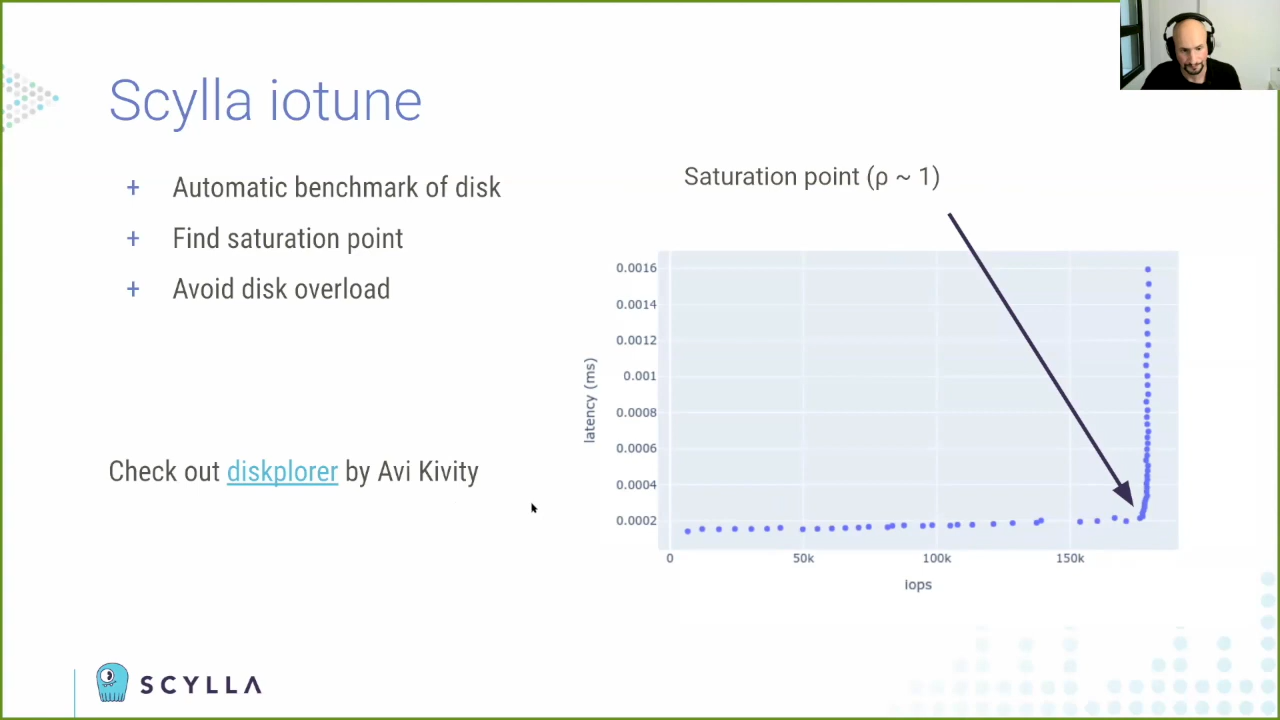 Scylla iotune
+ Automatic benchmark of disk
+ Find saturation point
+ Avoid disk overload
Check out diskplorer by Avi Kivity
Saturation point (ρ ~ 1)
0.0016
0.0014
0.0012
0.001
0.0008
0.0006
0.0004
0.0002
latency (ms)
0 50k 100k 150k
iops
SCYLLA